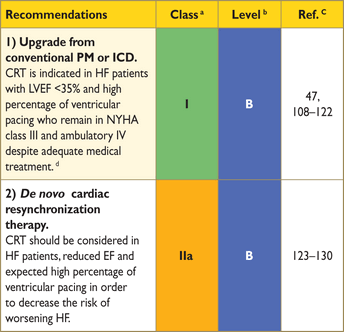 Recommendations Class a Level b Ref. C
1) Upgrade from
conventional PM or ICD.
CRT is indicated in HF patients
with LVEF <35% and high
percentage of ventricular
pacing who remain in NYHA
class III and ambulatory IV
despite adequate medical
treatment. d
I
B
47,
108–122
2) De novo cardiac
resynchronization
therapy.
CRT should be considered in
HF patients, reduced EF and
expected high percentage of
ventricular pacing in order
to decrease the risk of
worsening HF.
IIa
B
123–130